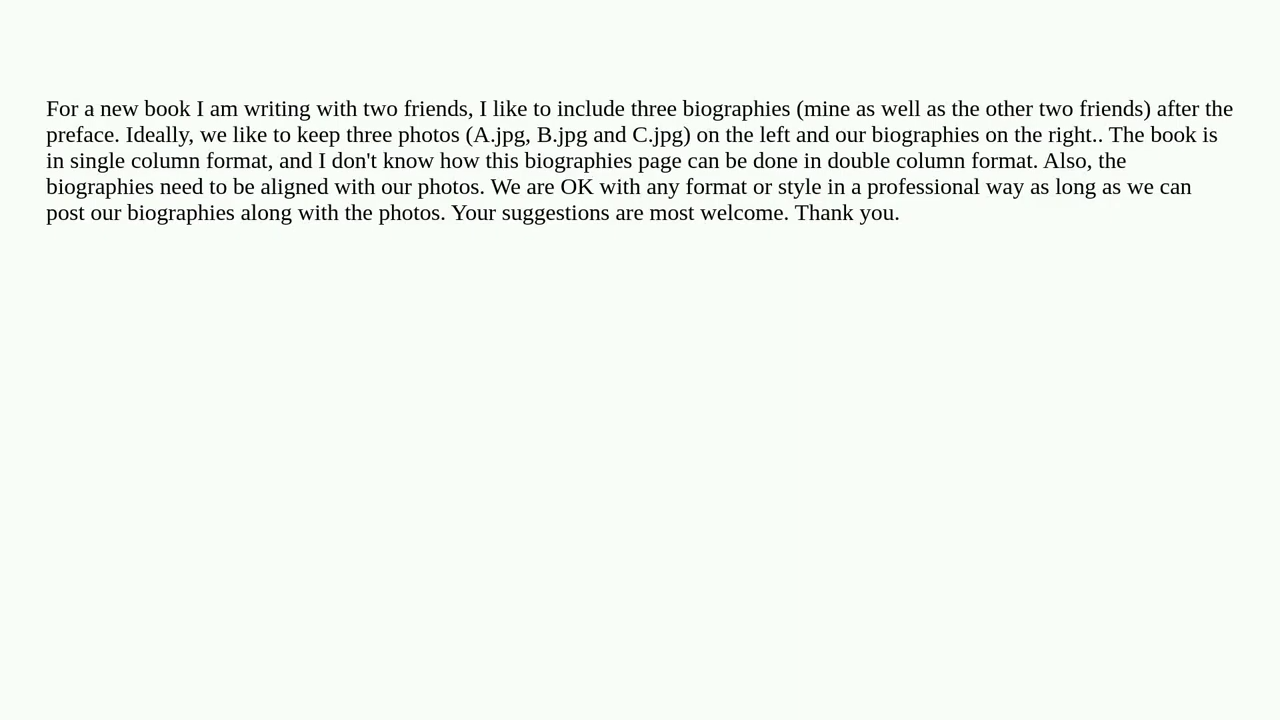 For a new book I am writing with two friends, I like to include three biographies (mine as well as the other two friends) after the
preface. Ideally, we like to keep three photos (A.jpg, B.jpg and C.jpg) on the left and our biographies on the right.. The book is
in single column format, and I don't know how this biographies page can be done in double column format. Also, the
biographies need to be aligned with our photos. We are OK with any format or style in a professional way as long as we can
post our biographies along with the photos. Your suggestions are most welcome. Thank you.